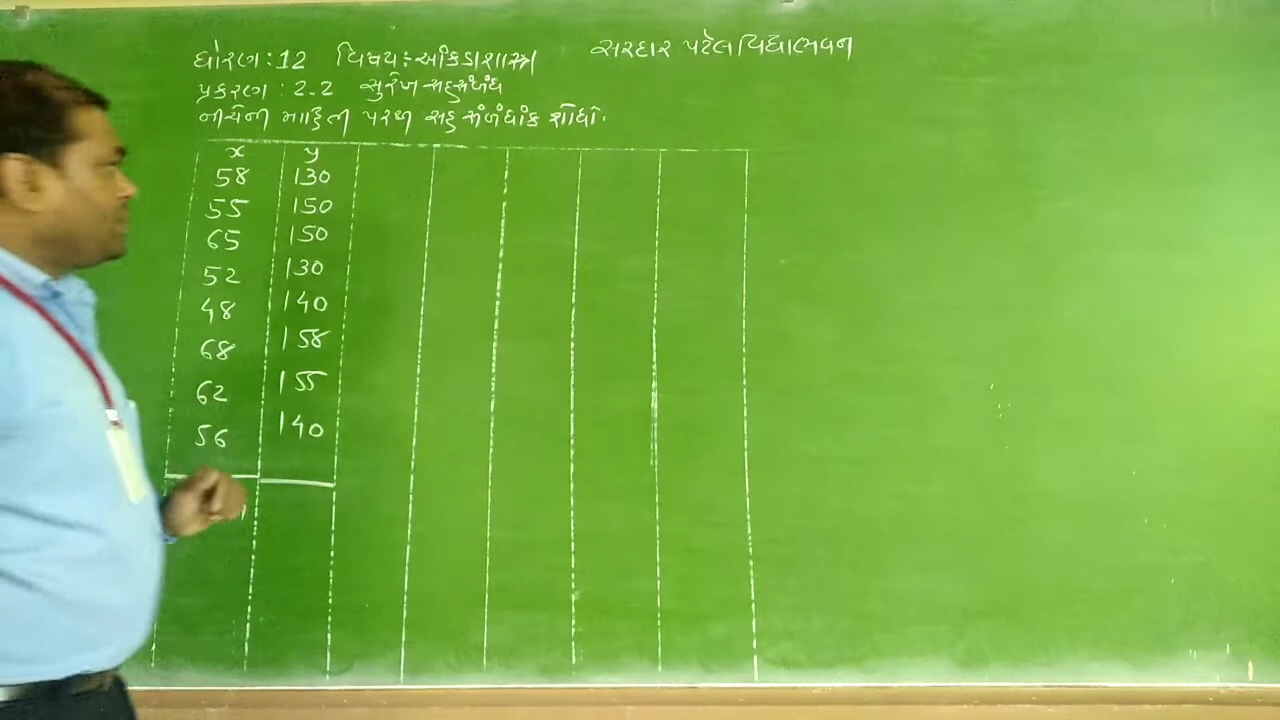 ધોરણ : 12 વિષય : આંકડાશાસ્ત્ર સરદાર પટેલ વિદ્યાભવન
પ્રકરણ : 2.2 સુરેખ સહસંબંધ
નીચેની માહિતી પરથી સહસંબંધાંક શોધો.
x y
58 130
55 150
65 150
52 130
48 140
68 158
62 155
56 140